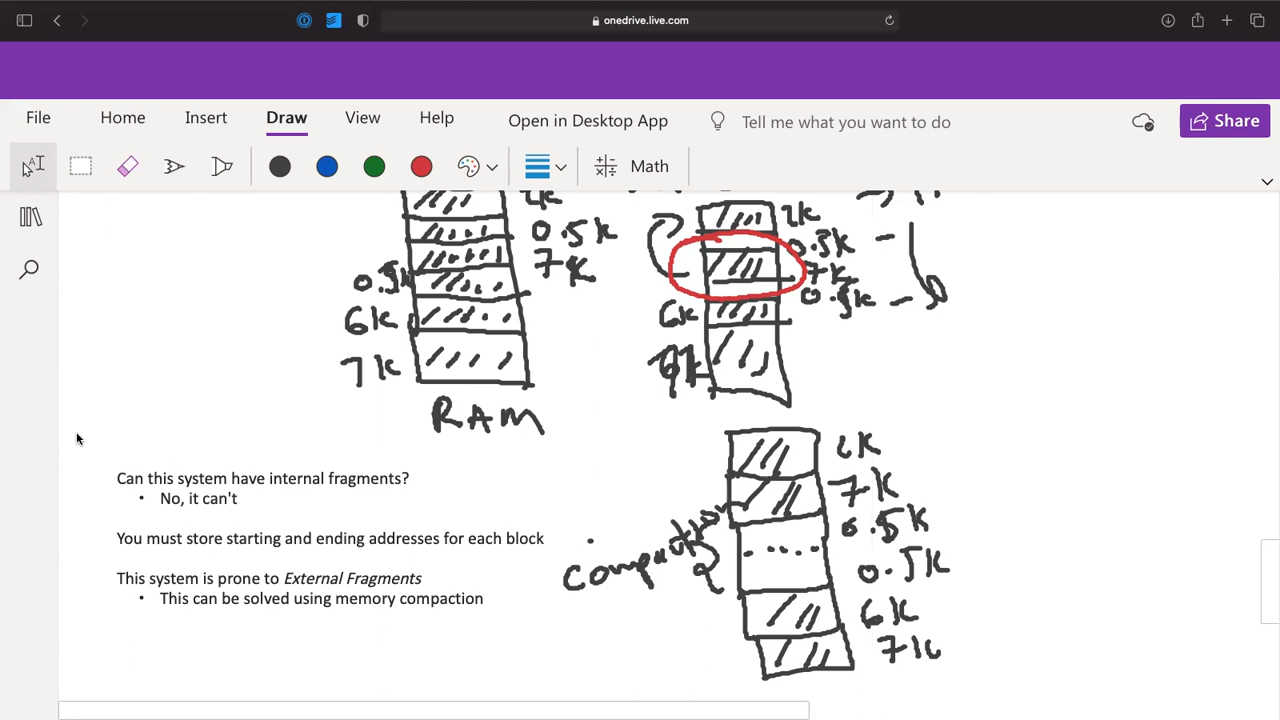 onedrive.live.com
File Home Insert Draw View Help Open in Desktop App Tell me what you want to do Share
Math
0.5K
7K
0.5K
6K
7K
RAM
2K
0.5K
7K
0.5K
6K
2K
7K
0.5K
0.5K
6K
7K
compaction
Can this system have internal fragments?
• No, it can't
You must store starting and ending addresses for each block
This system is prone to External Fragments
• This can be solved using memory compaction